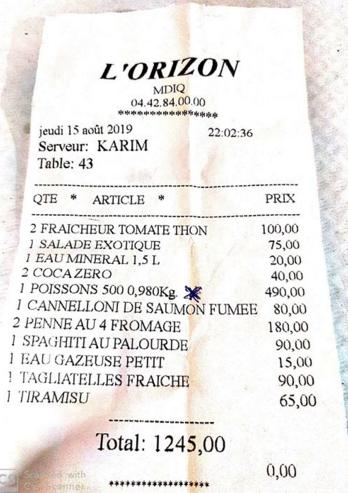 L'ORIZON
MDIQ
04.42.84.00.00
****************
jeudi 15 août 2019 22:02:36
Serveur: KARIM
Table: 43
QTE * ARTICLE * PRIX
2 FRAICHEUR TOMATE THON 100,00
1 SALADE EXOTIQUE 75,00
1 EAU MINERAL 1,5 L 20,00
2 COCA ZERO 40,00
1 POISSONS 500 0,980Kg. 490,00
1 CANNELLONI DE SAUMON FUMEE 80,00
2 PENNE AU 4 FROMAGE 180,00
1 SPAGHITI AU PALOURDE 90,00
1 EAU GAZEUSE PETIT 15,00
1 TAGLIATELLES FRAICHE 90,00
1 TIRAMISU 65,00
Total: 1245,00
0,00
****************
Scanned with
CamScanner